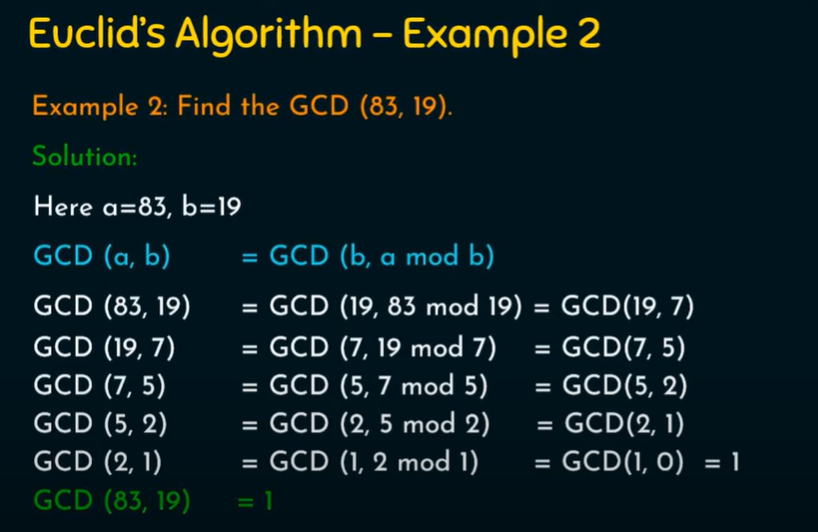 Euclid's Algorithm – Example 2
Example 2: Find the GCD (83, 19).
Solution:
Here a=83, b=19
GCD (a, b) = GCD (b, a mod b)
GCD (83, 19) = GCD (19, 83 mod 19) = GCD(19, 7)
GCD (19, 7) = GCD (7, 19 mod 7) = GCD(7, 5)
GCD (7, 5) = GCD (5, 7 mod 5) = GCD(5, 2)
GCD (5, 2) = GCD (2, 5 mod 2) = GCD(2, 1)
GCD (2, 1) = GCD (1, 2 mod 1) = GCD(1, 0) = 1
GCD (83, 19) = 1